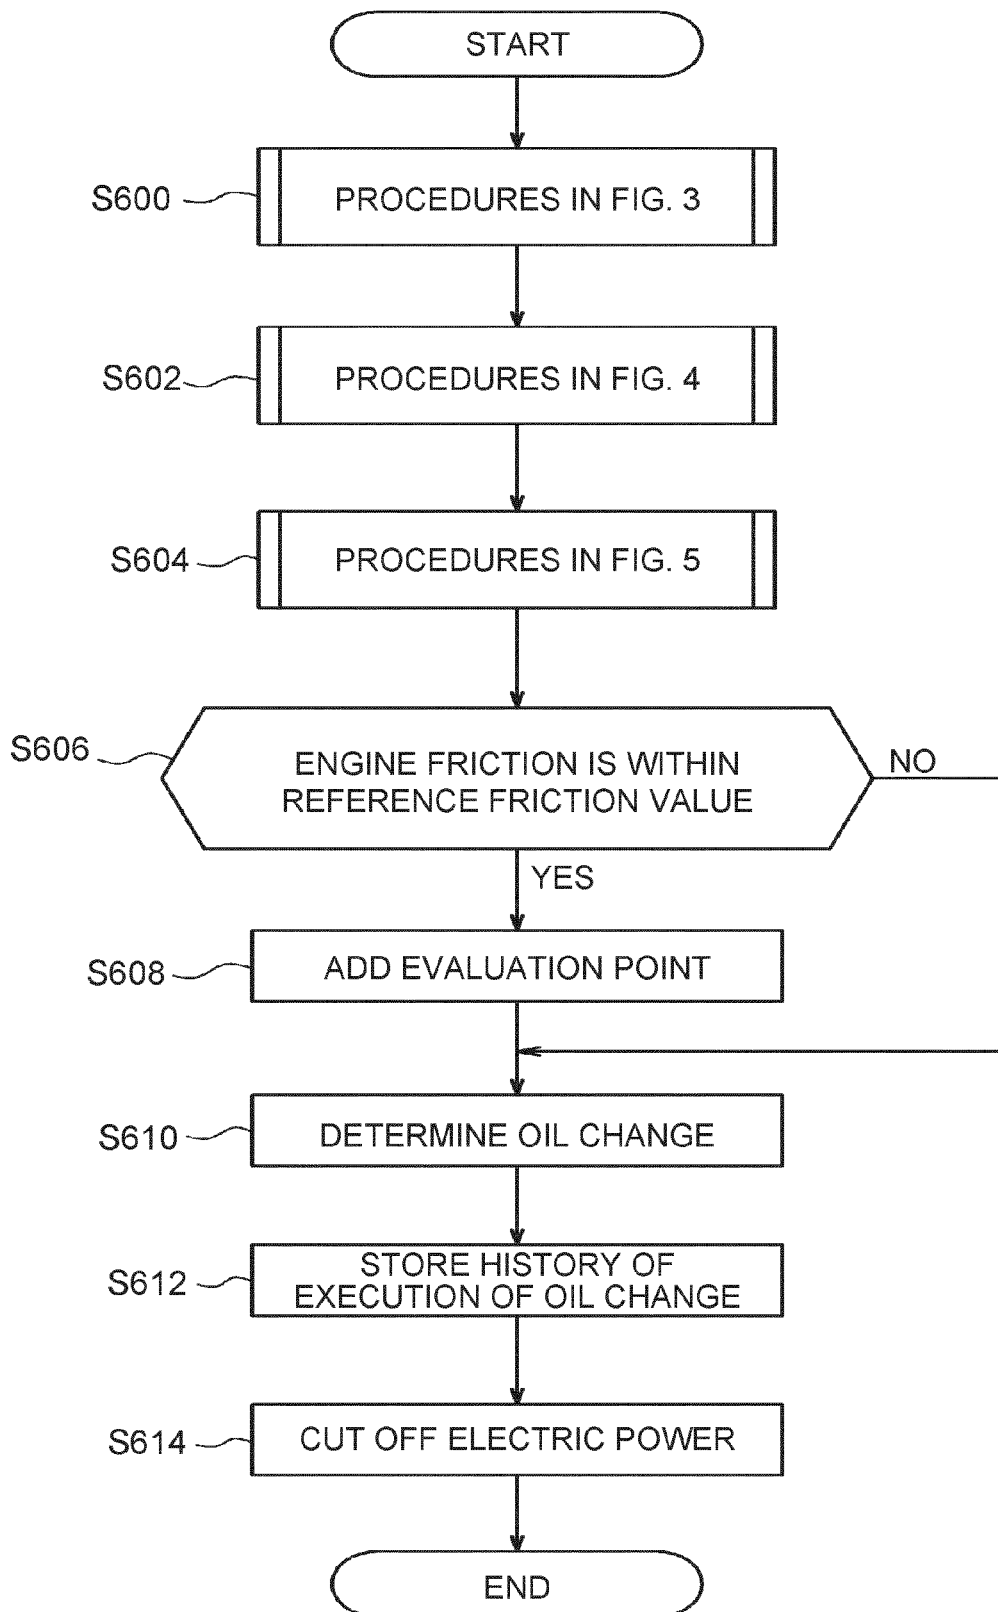 START
S600
PROCEDURES IN FIG. 3
S602
PROCEDURES IN FIG. 4
S604
PROCEDURES IN FIG. 5
S606
ENGINE FRICTION IS WITHIN
REFERENCE FRICTION VALUE
NO
YES
S608
ADD EVALUATION POINT
S610
DETERMINE OIL CHANGE
S612
STORE HISTORY OF
EXECUTION OF OIL CHANGE
S614
CUT OFF ELECTRIC POWER
END